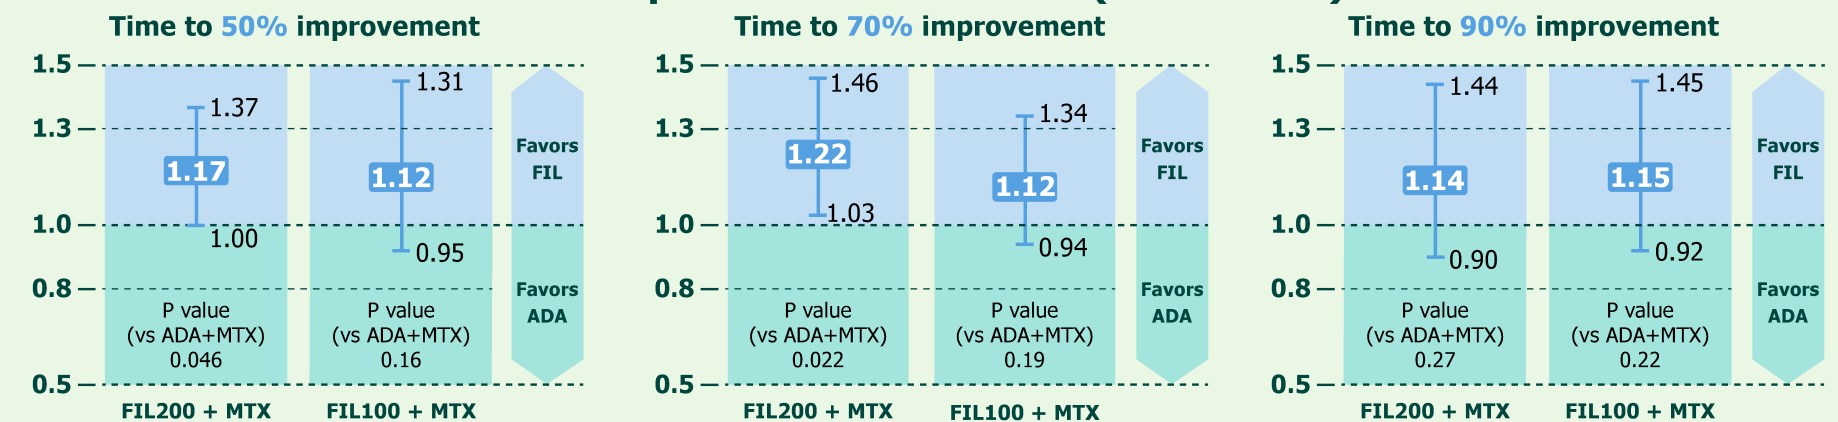 Time to 50% improvement
1.5
1.3
1.0
0.8
0.5
1.37
1.17
1.00
P value
(vs ADA+MTX)
0.046
FIL200 + MTX
1.31
1.12
0.95
P value
(vs ADA+MTX)
0.16
FIL100 + MTX
Favors
FIL
Favors
ADA
Time to 70% improvement
1.5
1.3
1.0
0.8
0.5
1.46
1.22
1.03
P value
(vs ADA+MTX)
0.022
FIL200 + MTX
1.34
1.12
0.94
P value
(vs ADA+MTX)
0.19
FIL100 + MTX
Favors
FIL
Favors
ADA
Time to 90% improvement
1.5
1.3
1.0
0.8
0.5
1.44
1.14
0.90
P value
(vs ADA+MTX)
0.27
FIL200 + MTX
1.45
1.15
0.92
P value
(vs ADA+MTX)
0.22
FIL100 + MTX
Favors
FIL
Favors
ADA